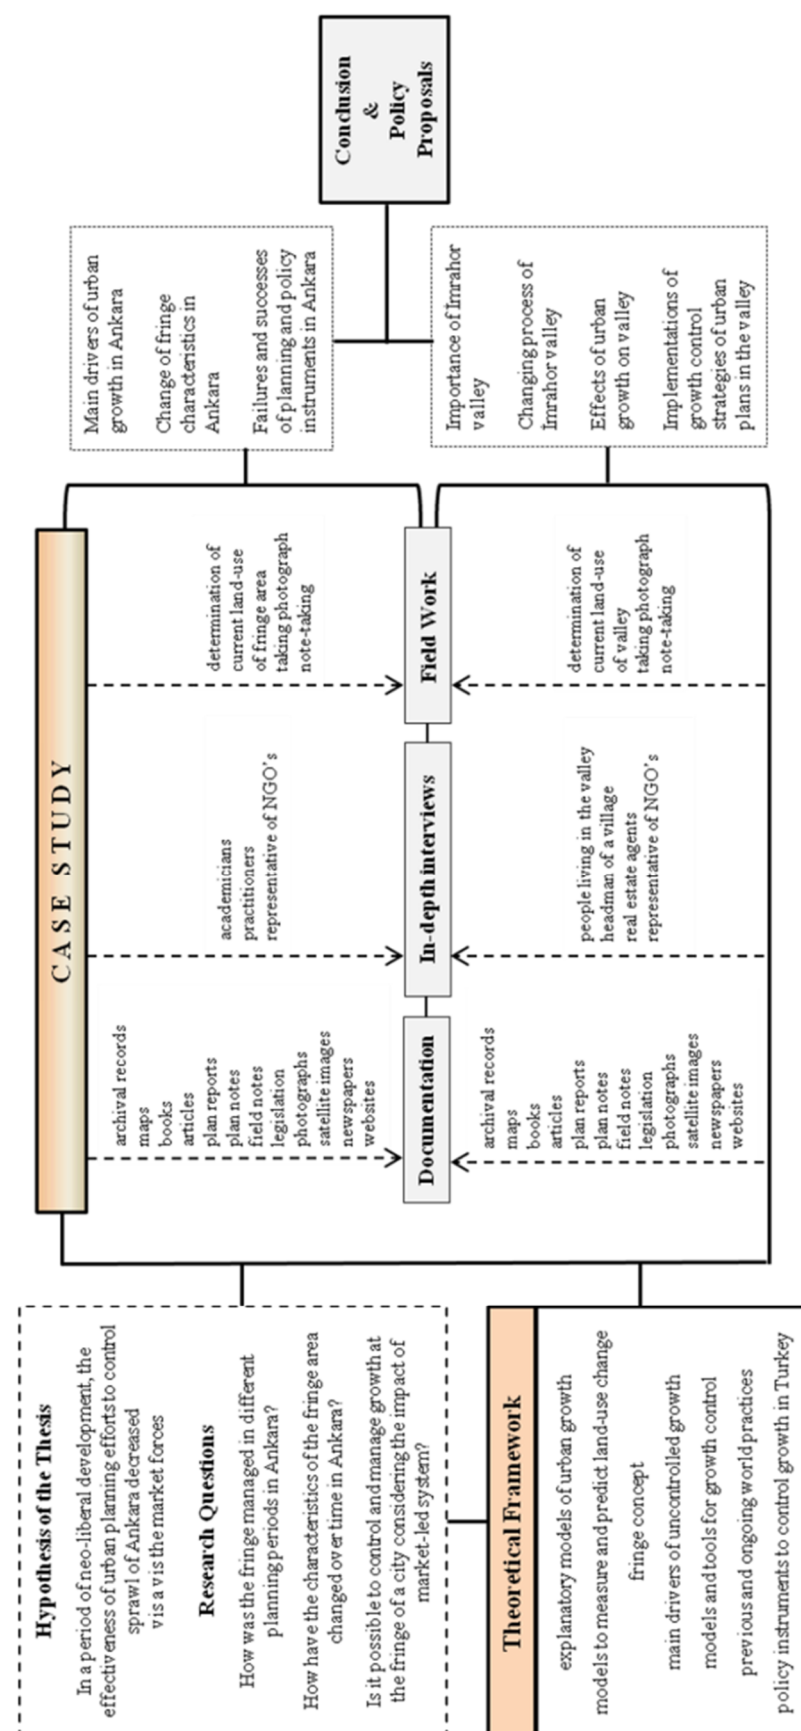 Hypothesis of the Thesis
In a period of neo-liberal development, the
effectiveness of urban planning efforts to control
sprawl of Ankara decreased
vis a vis the market forces
Research Questions
How was the fringe managed in different
planning periods in Ankara?
How have the characteristics of the fringe area
changed over time in Ankara?
Is it possible to control and manage growth at
the fringe of a city considering the impact of
market-led system?
Theoretical Framework
explanatory models of urban growth
models to measure and predict land-use change
fringe concept
main drivers of uncontrolled growth
models and tools for growth control
previous and ongoing world practices
policy instruments to control growth in Turkey
CASE STUDY
archival records
maps
books
articles
plan reports
plan notes
field notes
legislation
photographs
satellite images
newspapers
websites
academicians
practitioners
representative of NGO's
determination of
current land-use
of fringe area
taking photograph
note-taking
Documentation
In-depth interviews
Field Work
archival records
maps
books
articles
plan reports
plan notes
field notes
legislation
photographs
satellite images
newspapers
websites
people living in the valley
headman of a village
real estate agents
representative of NGO's
determination of
current land-use
of valley
taking photograph
note-taking
Main drivers of urban
growth in Ankara
Change of fringe
characteristics in
Ankara
Failures and successes
of planning and policy
instruments in Ankara
Importance of İmrahor
valley
Changing process of
İmrahor valley
Effects of urban
growth on valley
Implementations of
growth control
strategies of urban
plans in the valley
Conclusion
&
Policy
Proposals